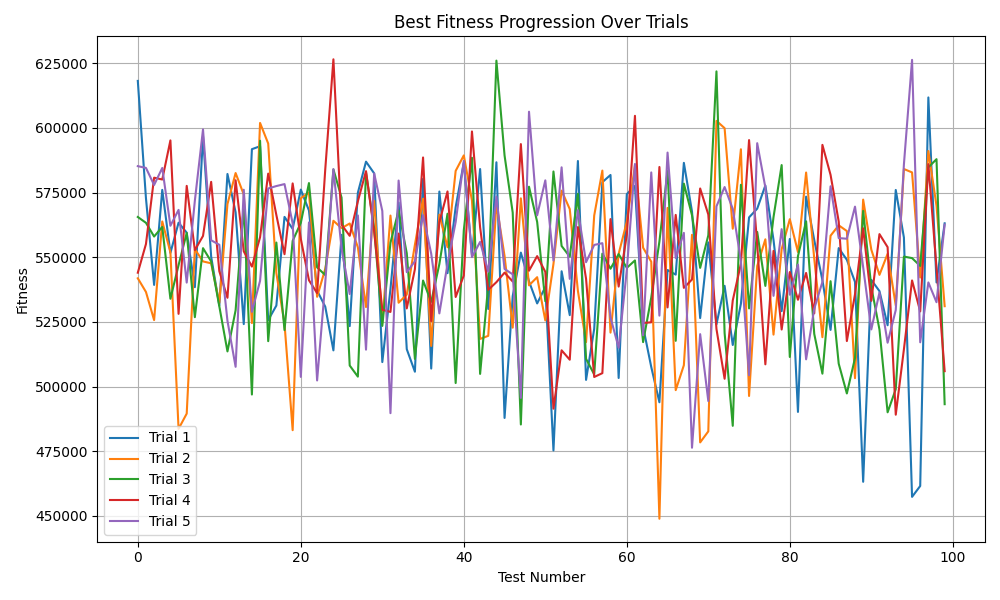 Best Fitness Progression Over Trials
Fitness
625000
600000
575000
550000
525000
500000
475000
450000
Trial 1
Trial 2
Trial 3
Trial 4
Trial 5
0 20 40 60 80 100
Test Number